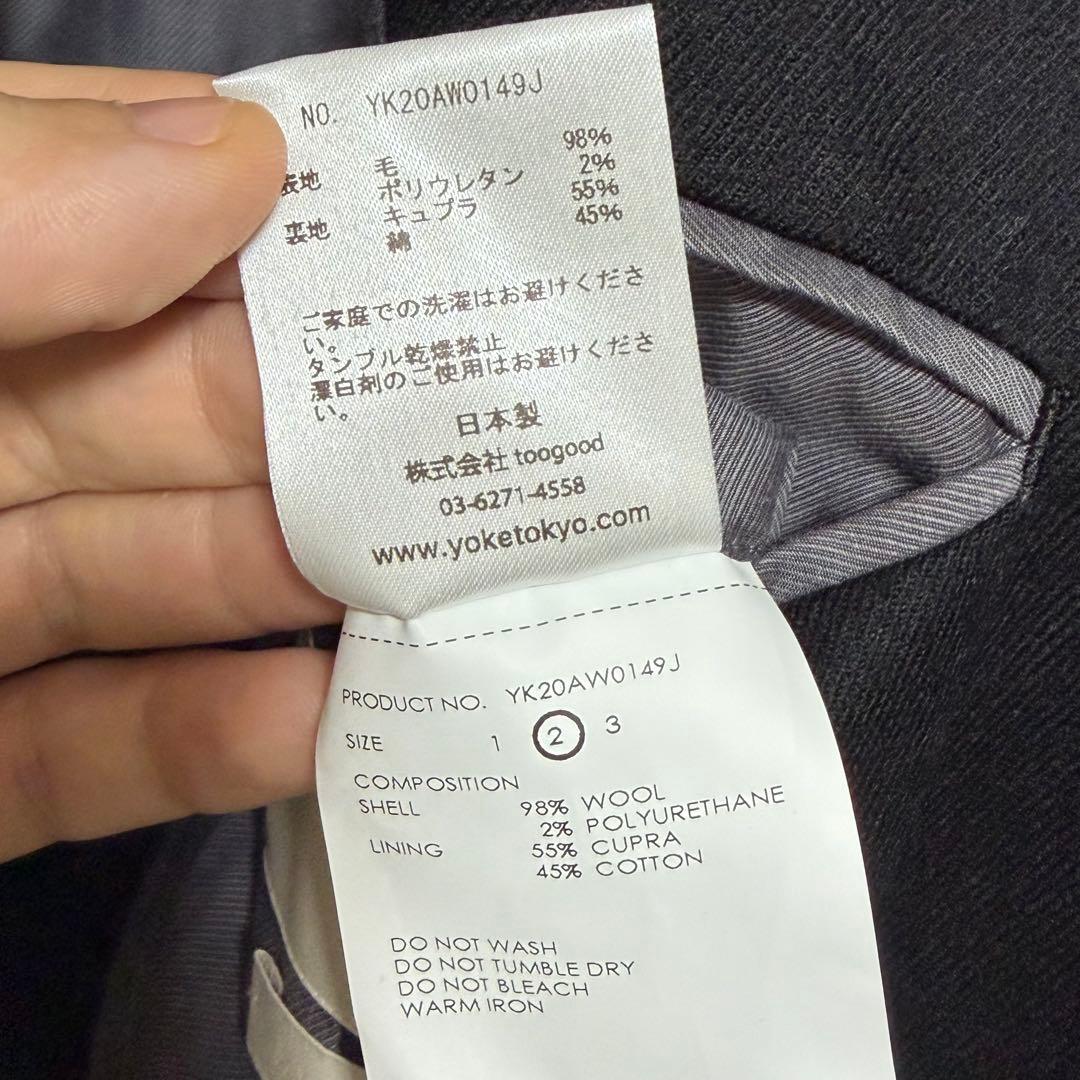 NO. YK20AW0149J
表地 毛 98%
ポリウレタン 2%
裏地 キュプラ 55%
綿 45%
ご家庭での洗濯はお避けくださ
い。
タンブル乾燥禁止
漂白剤のご使用はお避けくださ
い。
日本製
株式会社 toogood
03-6271-4558
www.yoketokyo.com
PRODUCT NO. YK20AW0149J
SIZE 1 2 3
COMPOSITION
SHELL 98% WOOL
2% POLYURETHANE
LINING 55% CUPRA
45% COTTON
DO NOT WASH
DO NOT TUMBLE DRY
DO NOT BLEACH
WARM IRON